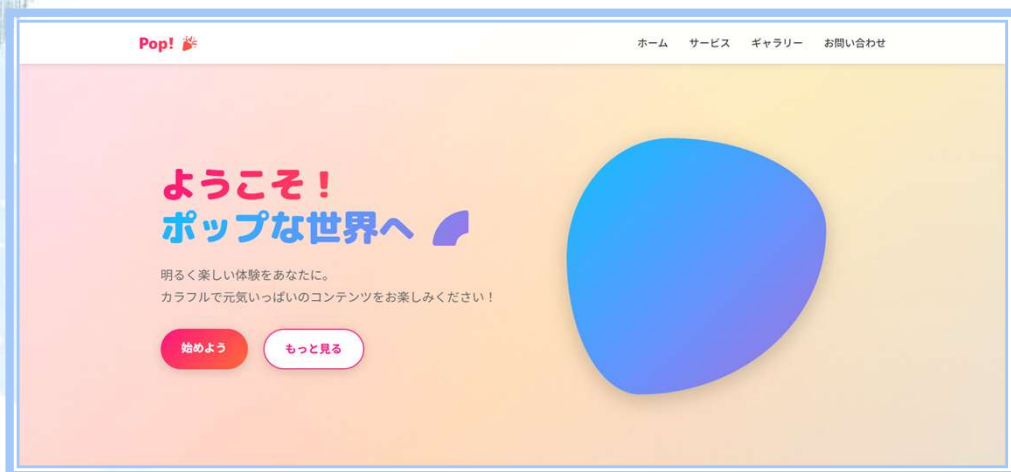 Pop! 🎉
ホーム サービス ギャラリー お問い合わせ
ようこそ！
ポップな世界へ
明るく楽しい体験をあなたに。
カラフルで元気いっぱいのコンテンツをお楽しみください！
始めよう もっと見る